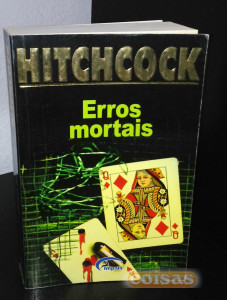 HITCHCOCK
Erros
mortais
Q
coisas